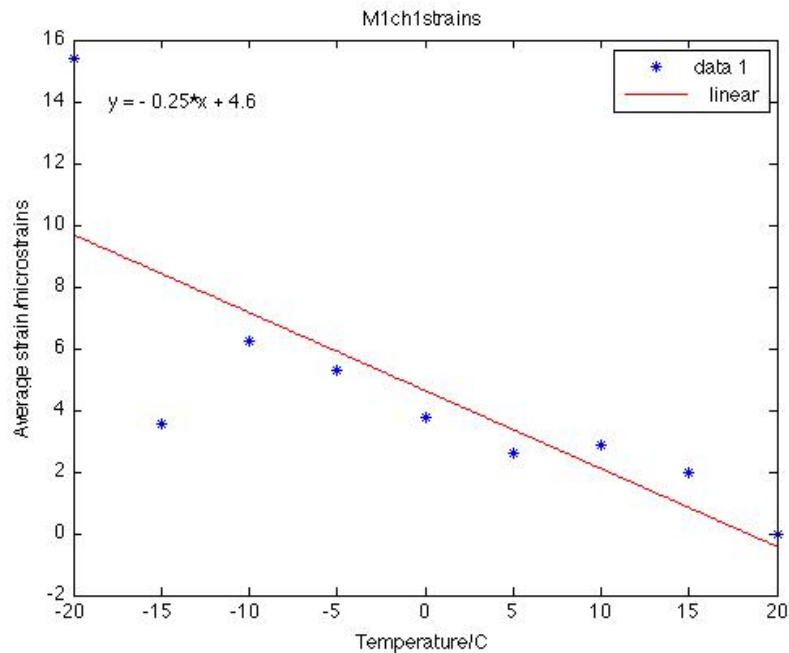 M1ch1strains
16
14
12
10
8
6
4
2
0
-2
Average strain /microstrains
y = - 0.25*x + 4.6
data 1
linear
-20 -15 -10 -5 0 5 10 15 20
Temperature/C